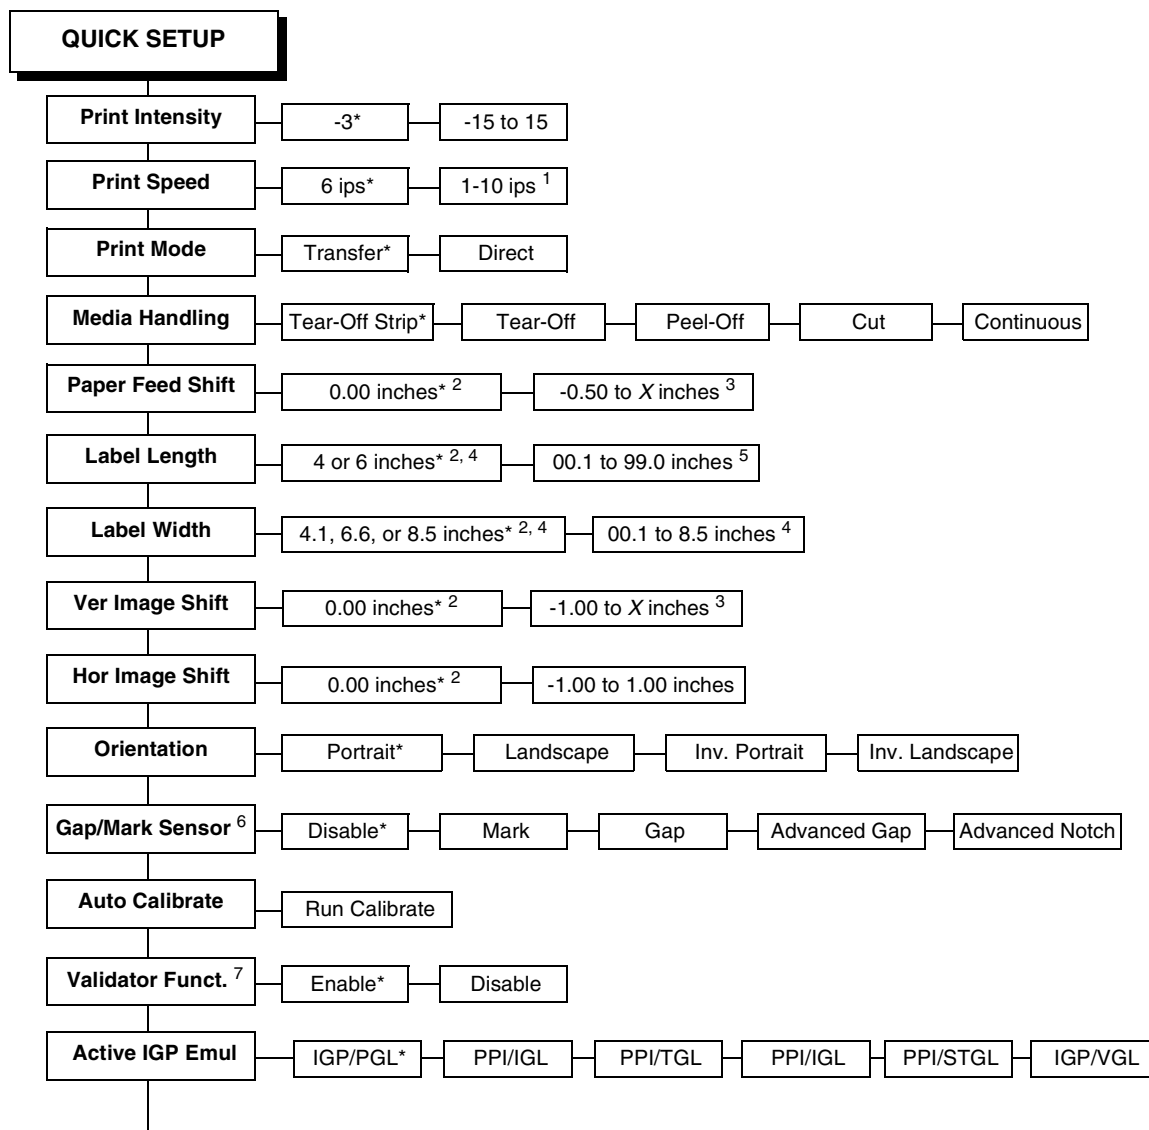 QUICK SETUP
Print Intensity -3* -15 to 15
Print Speed 6 ips* 1-10 ips 1
Print Mode Transfer* Direct
Media Handling Tear-Off Strip* Tear-Off Peel-Off Cut Continuous
Paper Feed Shift 0.00 inches* 2 -0.50 to X inches 3
Label Length 4 or 6 inches* 2, 4 00.1 to 99.0 inches 5
Label Width 4.1, 6.6, or 8.5 inches* 2, 4 00.1 to 8.5 inches 4
Ver Image Shift 0.00 inches* 2 -1.00 to X inches 3
Hor Image Shift 0.00 inches* 2 -1.00 to 1.00 inches
Orientation Portrait* Landscape Inv. Portrait Inv. Landscape
Gap/Mark Sensor 6 Disable* Mark Gap Advanced Gap Advanced Notch
Auto Calibrate Run Calibrate
Validator Funct. 7 Enable* Disable
Active IGP Emul IGP/PGL* PPI/IGL PPI/TGL PPI/IGL PPI/STGL IGP/VGL